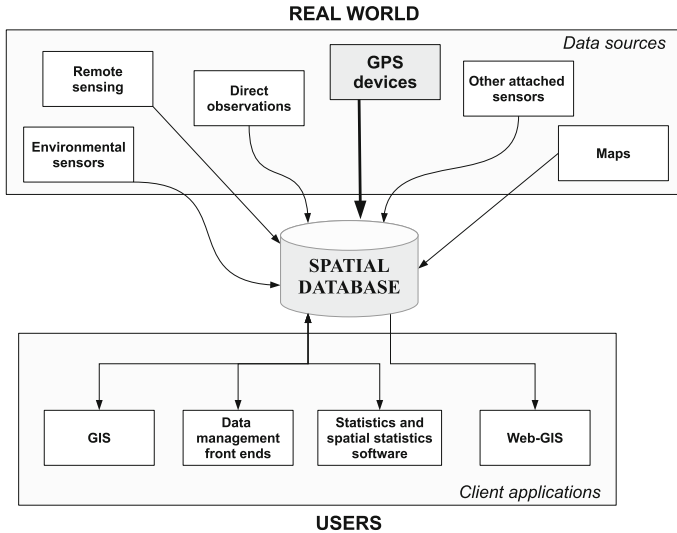 REAL WORLD
Data sources
Remote
sensing
Direct
observations
GPS
devices
Other attached
sensors
Environmental
sensors
Maps
SPATIAL
DATABASE
GIS
Data
management
front ends
Statistics and
spatial statistics
software
Web-GIS
Client applications
USERS